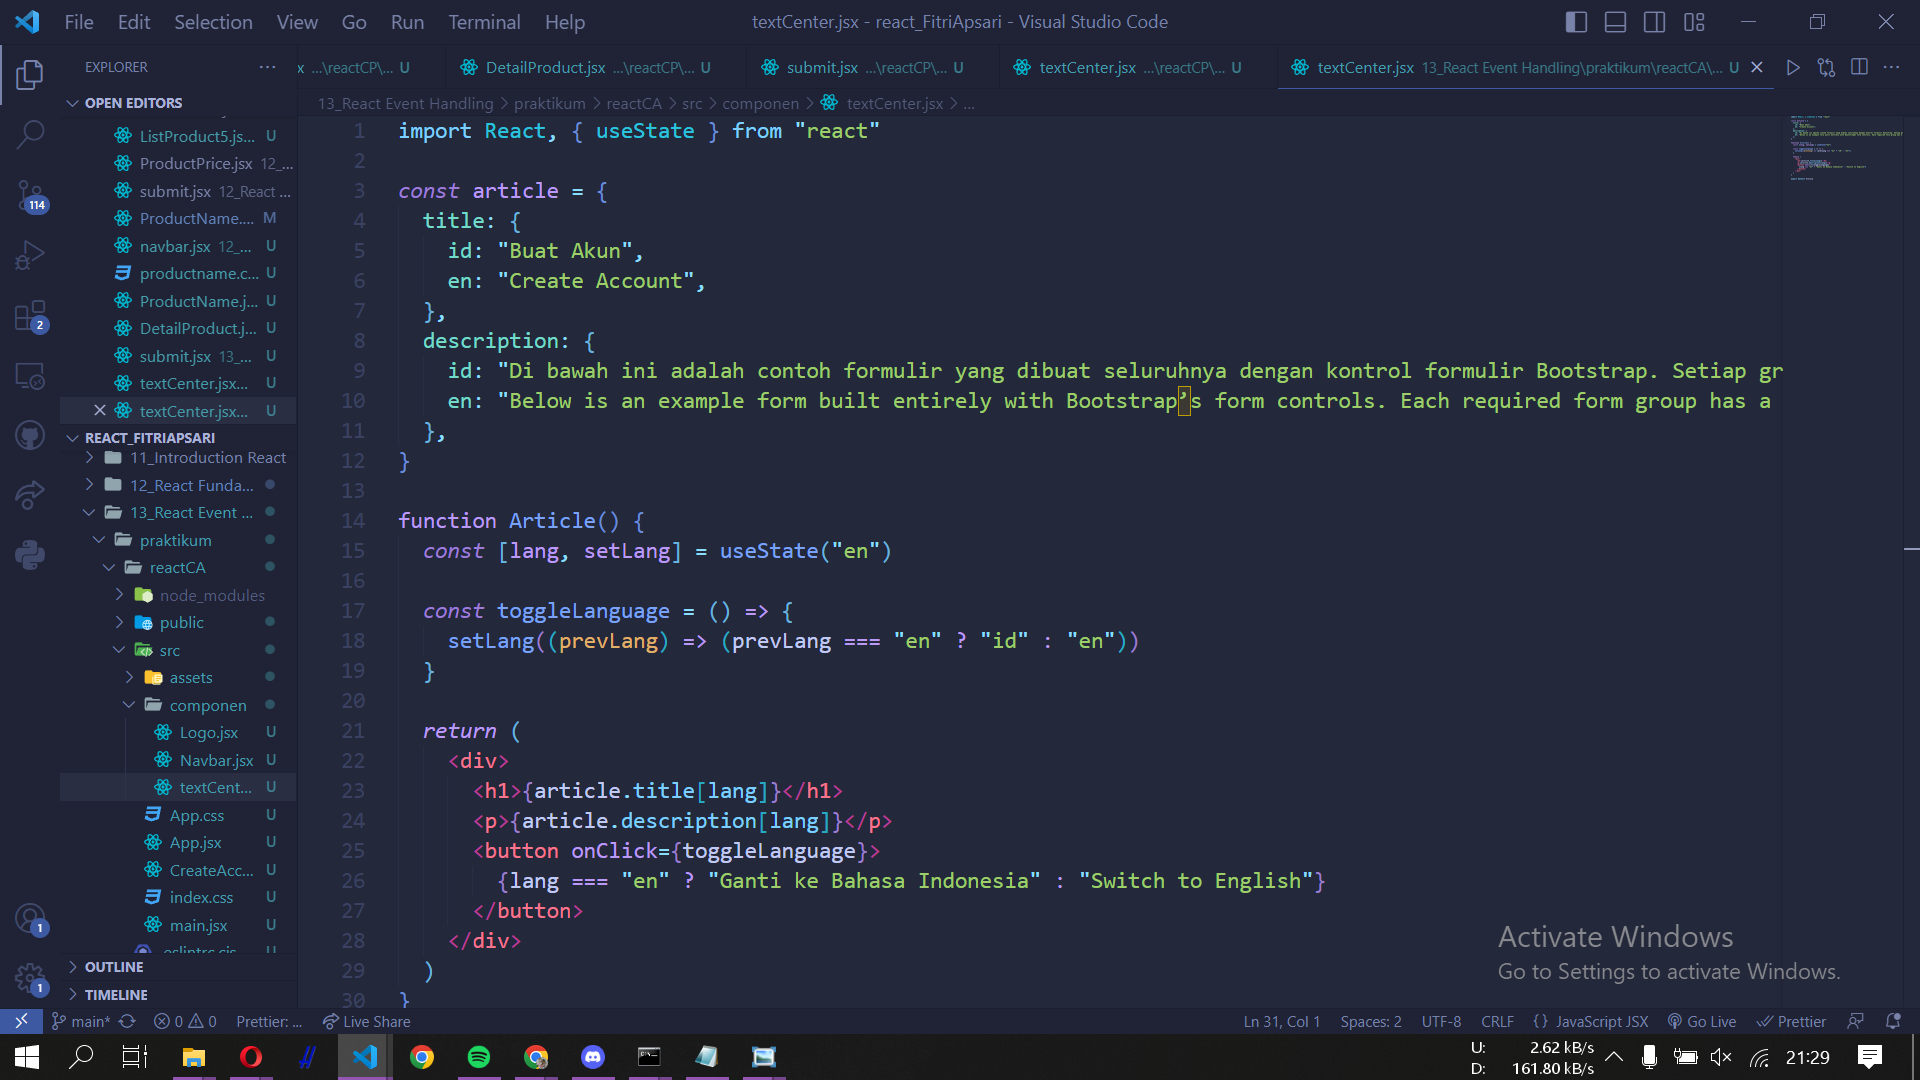 File Edit Selection View Go Run Terminal Help
textCenter.jsx - react_FitriApsari - Visual Studio Code
EXPLORER
x ...\reactCP\... U
DetailProduct.jsx ...\reactCP\... U
submit.jsx ...\reactCP\... U
textCenter.jsx ...\reactCP\... U
textCenter.jsx 13_React Event Handling\praktikum\reactCA\... U
OPEN EDITORS
ListProduct5.js... U
ProductPrice.jsx 12_...
submit.jsx 12_React ...
ProductName.... M
navbar.jsx 12_... U
productname.c... U
ProductName.j... U
DetailProduct.j... U
submit.jsx 13_... U
textCenter.jsx... U
textCenter.jsx... U
REACT_FITRIAPSARI
11_Introduction React
12_React Funda...
13_React Event ...
praktikum
reactCA
node_modules
public
src
assets
componen
Logo.jsx U
Navbar.jsx U
textCent... U
App.css U
App.jsx U
CreateAcc... U
index.css U
main.jsx U
.eslintrc.cjs U
OUTLINE
TIMELINE
114
2
1
1
13_React Event Handling > praktikum > reactCA > src > componen > textCenter.jsx > ...
1 import React, { useState } from "react"
2
3 const article = {
4 title: {
5 id: "Buat Akun",
6 en: "Create Account",
7 },
8 description: {
9 id: "Di bawah ini adalah contoh formulir yang dibuat seluruhnya dengan kontrol formulir Bootstrap. Setiap gr
10 en: "Below is an example form built entirely with Bootstrap’s form controls. Each required form group has a
11 },
12 }
13
14 function Article() {
15 const [lang, setLang] = useState("en")
16
17 const toggleLanguage = () => {
18 setLang((prevLang) => (prevLang === "en" ? "id" : "en"))
19 }
20
21 return (
22 <div>
23 <h1>{article.title[lang]}</h1>
24 <p>{article.description[lang]}</p>
25 <button onClick={toggleLanguage}>
26 {lang === "en" ? "Ganti ke Bahasa Indonesia" : "Switch to English"}
27 </button>
28 </div>
29 )
30 }
Activate Windows
Go to Settings to activate Windows.
main* 0 0 Prettier: ... Live Share
Ln 31, Col 1 Spaces: 2 UTF-8 CRLF {} JavaScript JSX Go Live Prettier
U: 2.62 kB/s
D: 161.80 kB/s
21:29